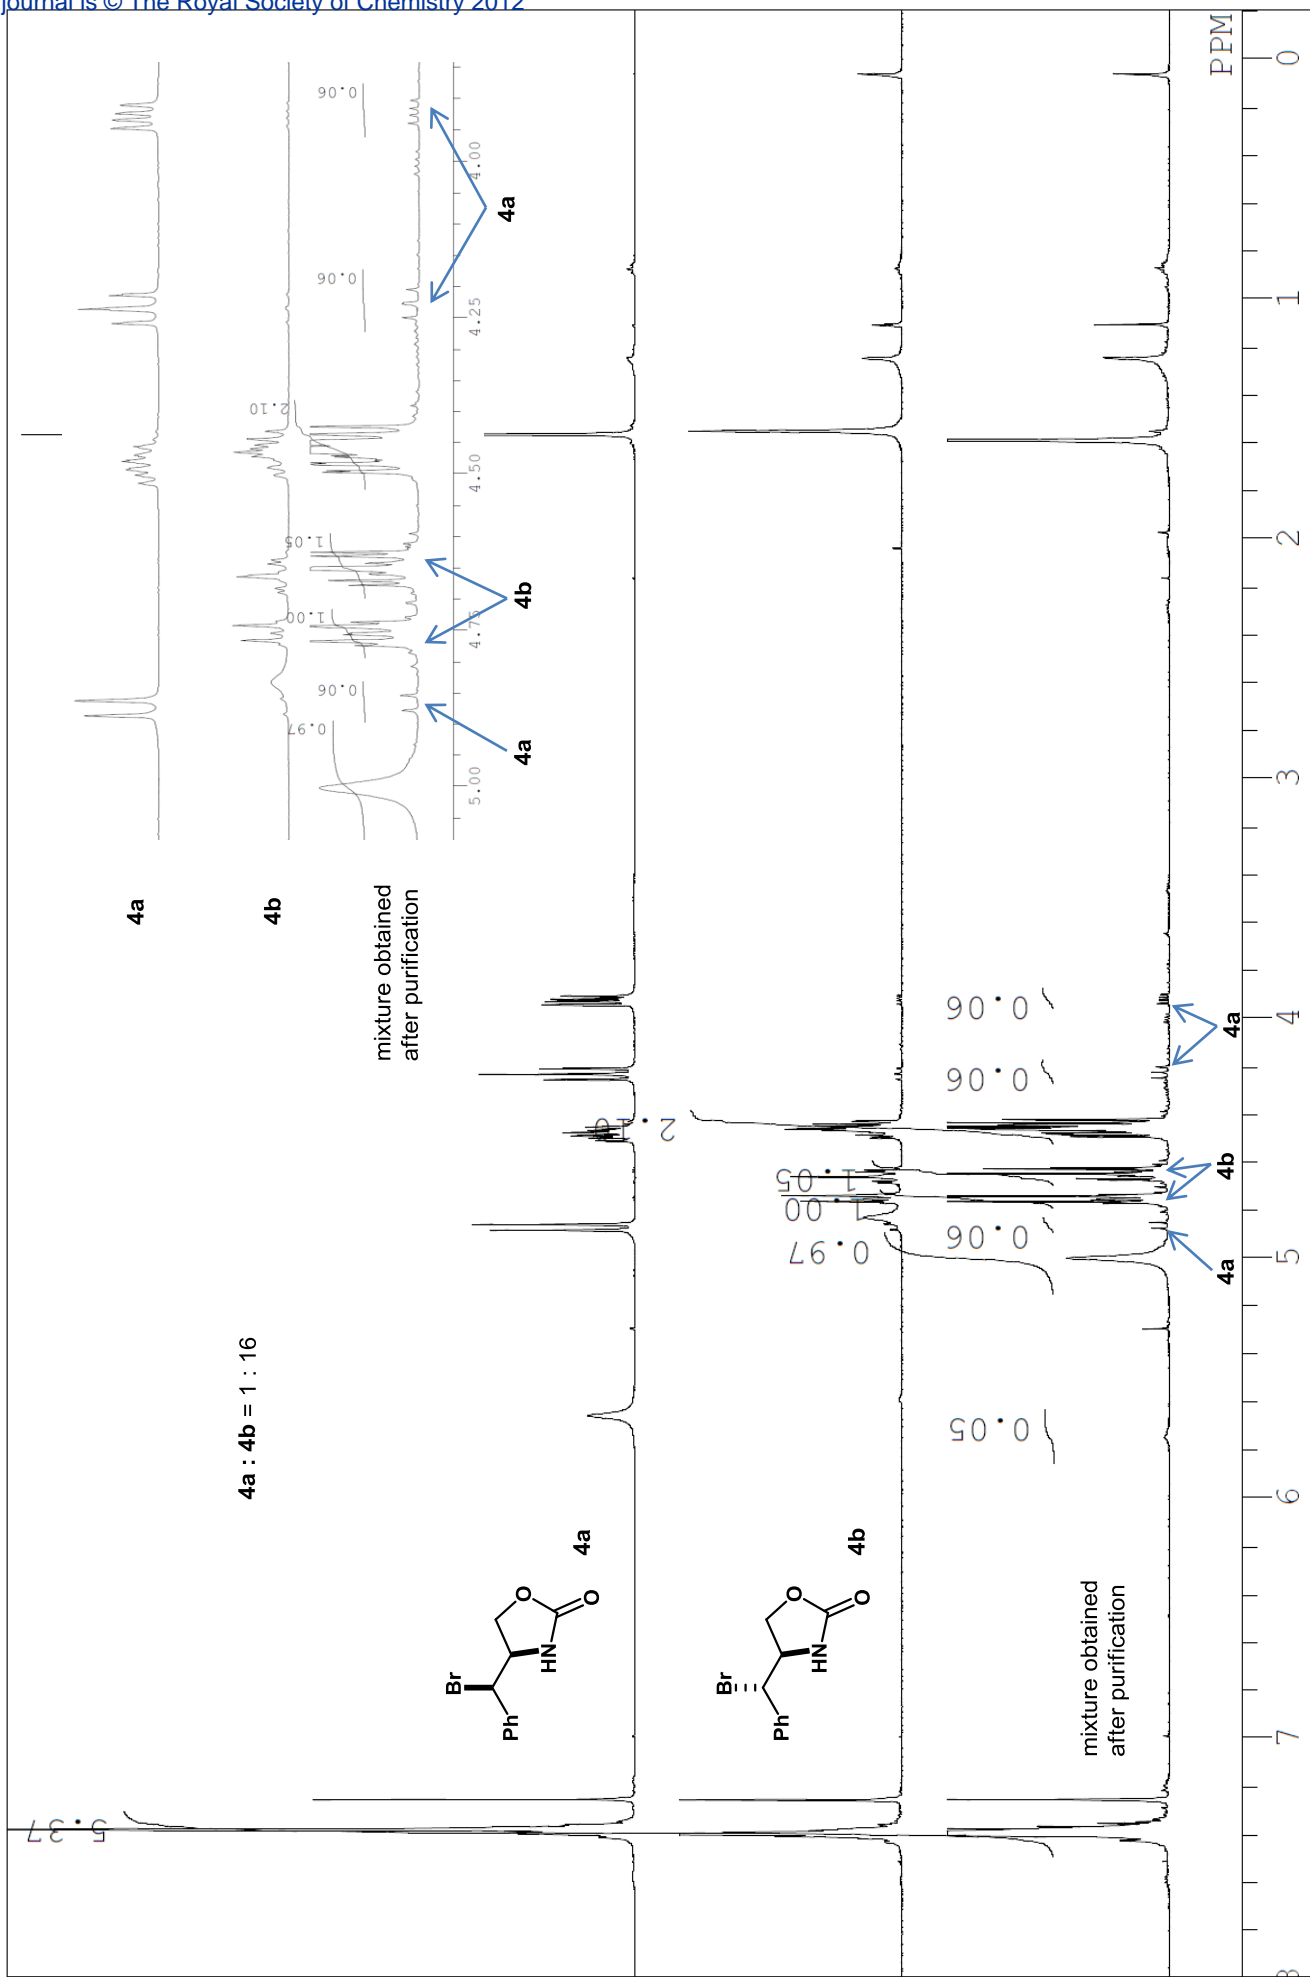 journal is © The Royal Society of Chemistry 2012
4a
4b
mixture obtained
after purification
0.97
0.06
1.00
1.05
2.10
0.06
0.06
5.00
4.75
4.50
4.25
4.00
4a
4b
4a
4a : 4b = 1 : 16
Br
Ph
HN
O
O
4a
Br
Ph
HN
O
O
4b
mixture obtained
after purification
5.37
0.05
0.97
0.06
1.00
1.05
2.10
0.06
0.06
4a
4b
4a
8
7
6
5
4
3
2
1
0
PPM